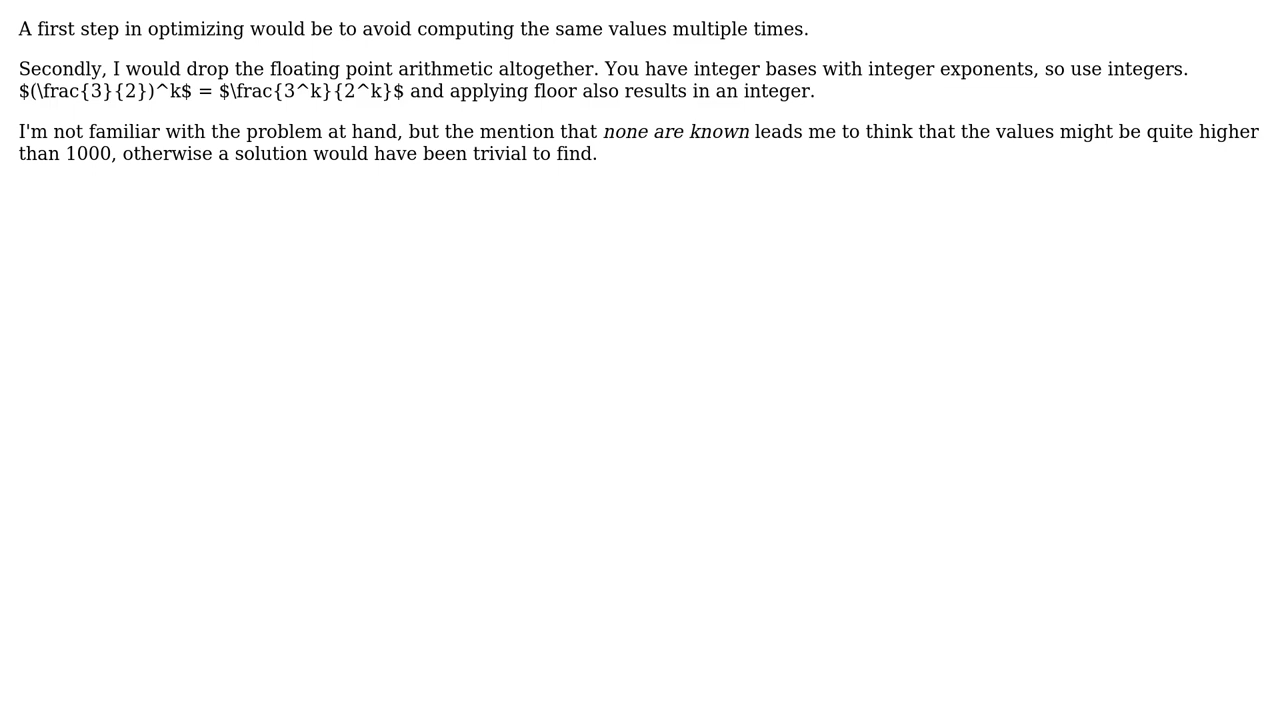 A first step in optimizing would be to avoid computing the same values multiple times.
Secondly, I would drop the floating point arithmetic altogether. You have integer bases with integer exponents, so use integers.
$(\frac{3}{2})^k$ = $\frac{3^k}{2^k}$ and applying floor also results in an integer.
I'm not familiar with the problem at hand, but the mention that none are known leads me to think that the values might be quite higher
than 1000, otherwise a solution would have been trivial to find.